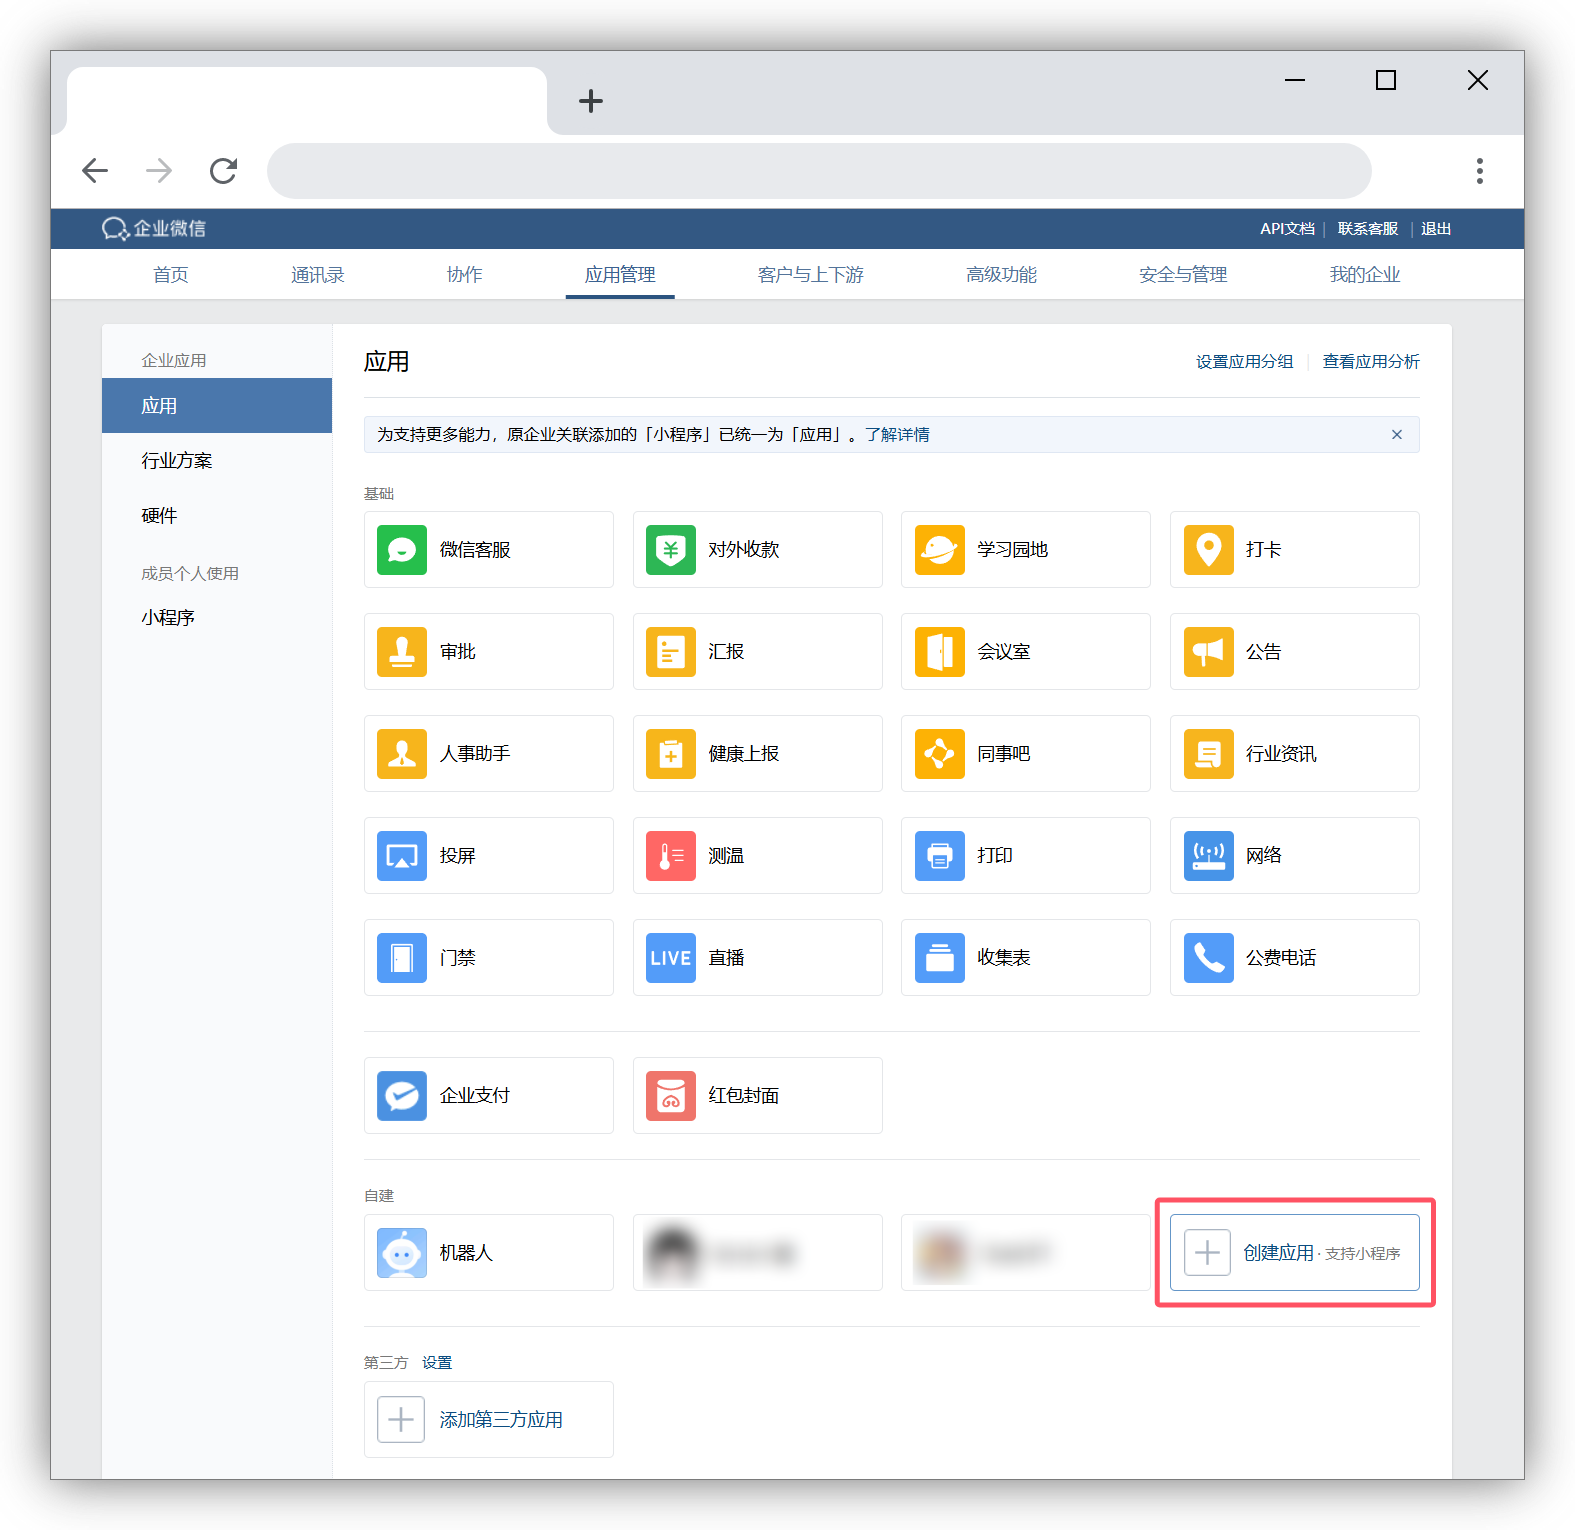 企业微信
API文档 | 联系客服 | 退出
首页 通讯录 协作 应用管理 客户与上下游 高级功能 安全与管理 我的企业
企业应用
应用
行业方案
硬件
成员个人使用
小程序
应用
设置应用分组 | 查看应用分析
为支持更多能力，原企业关联添加的「小程序」已统一为「应用」。了解详情
基础
微信客服 对外收款 学习园地 打卡
审批 汇报 会议室 公告
人事助手 健康上报 同事吧 行业资讯
投屏 测温 打印 网络
门禁 LIVE 直播 收集表 公费电话
企业支付 红包封面
自建
机器人 创建应用 · 支持小程序
第三方 设置
添加第三方应用